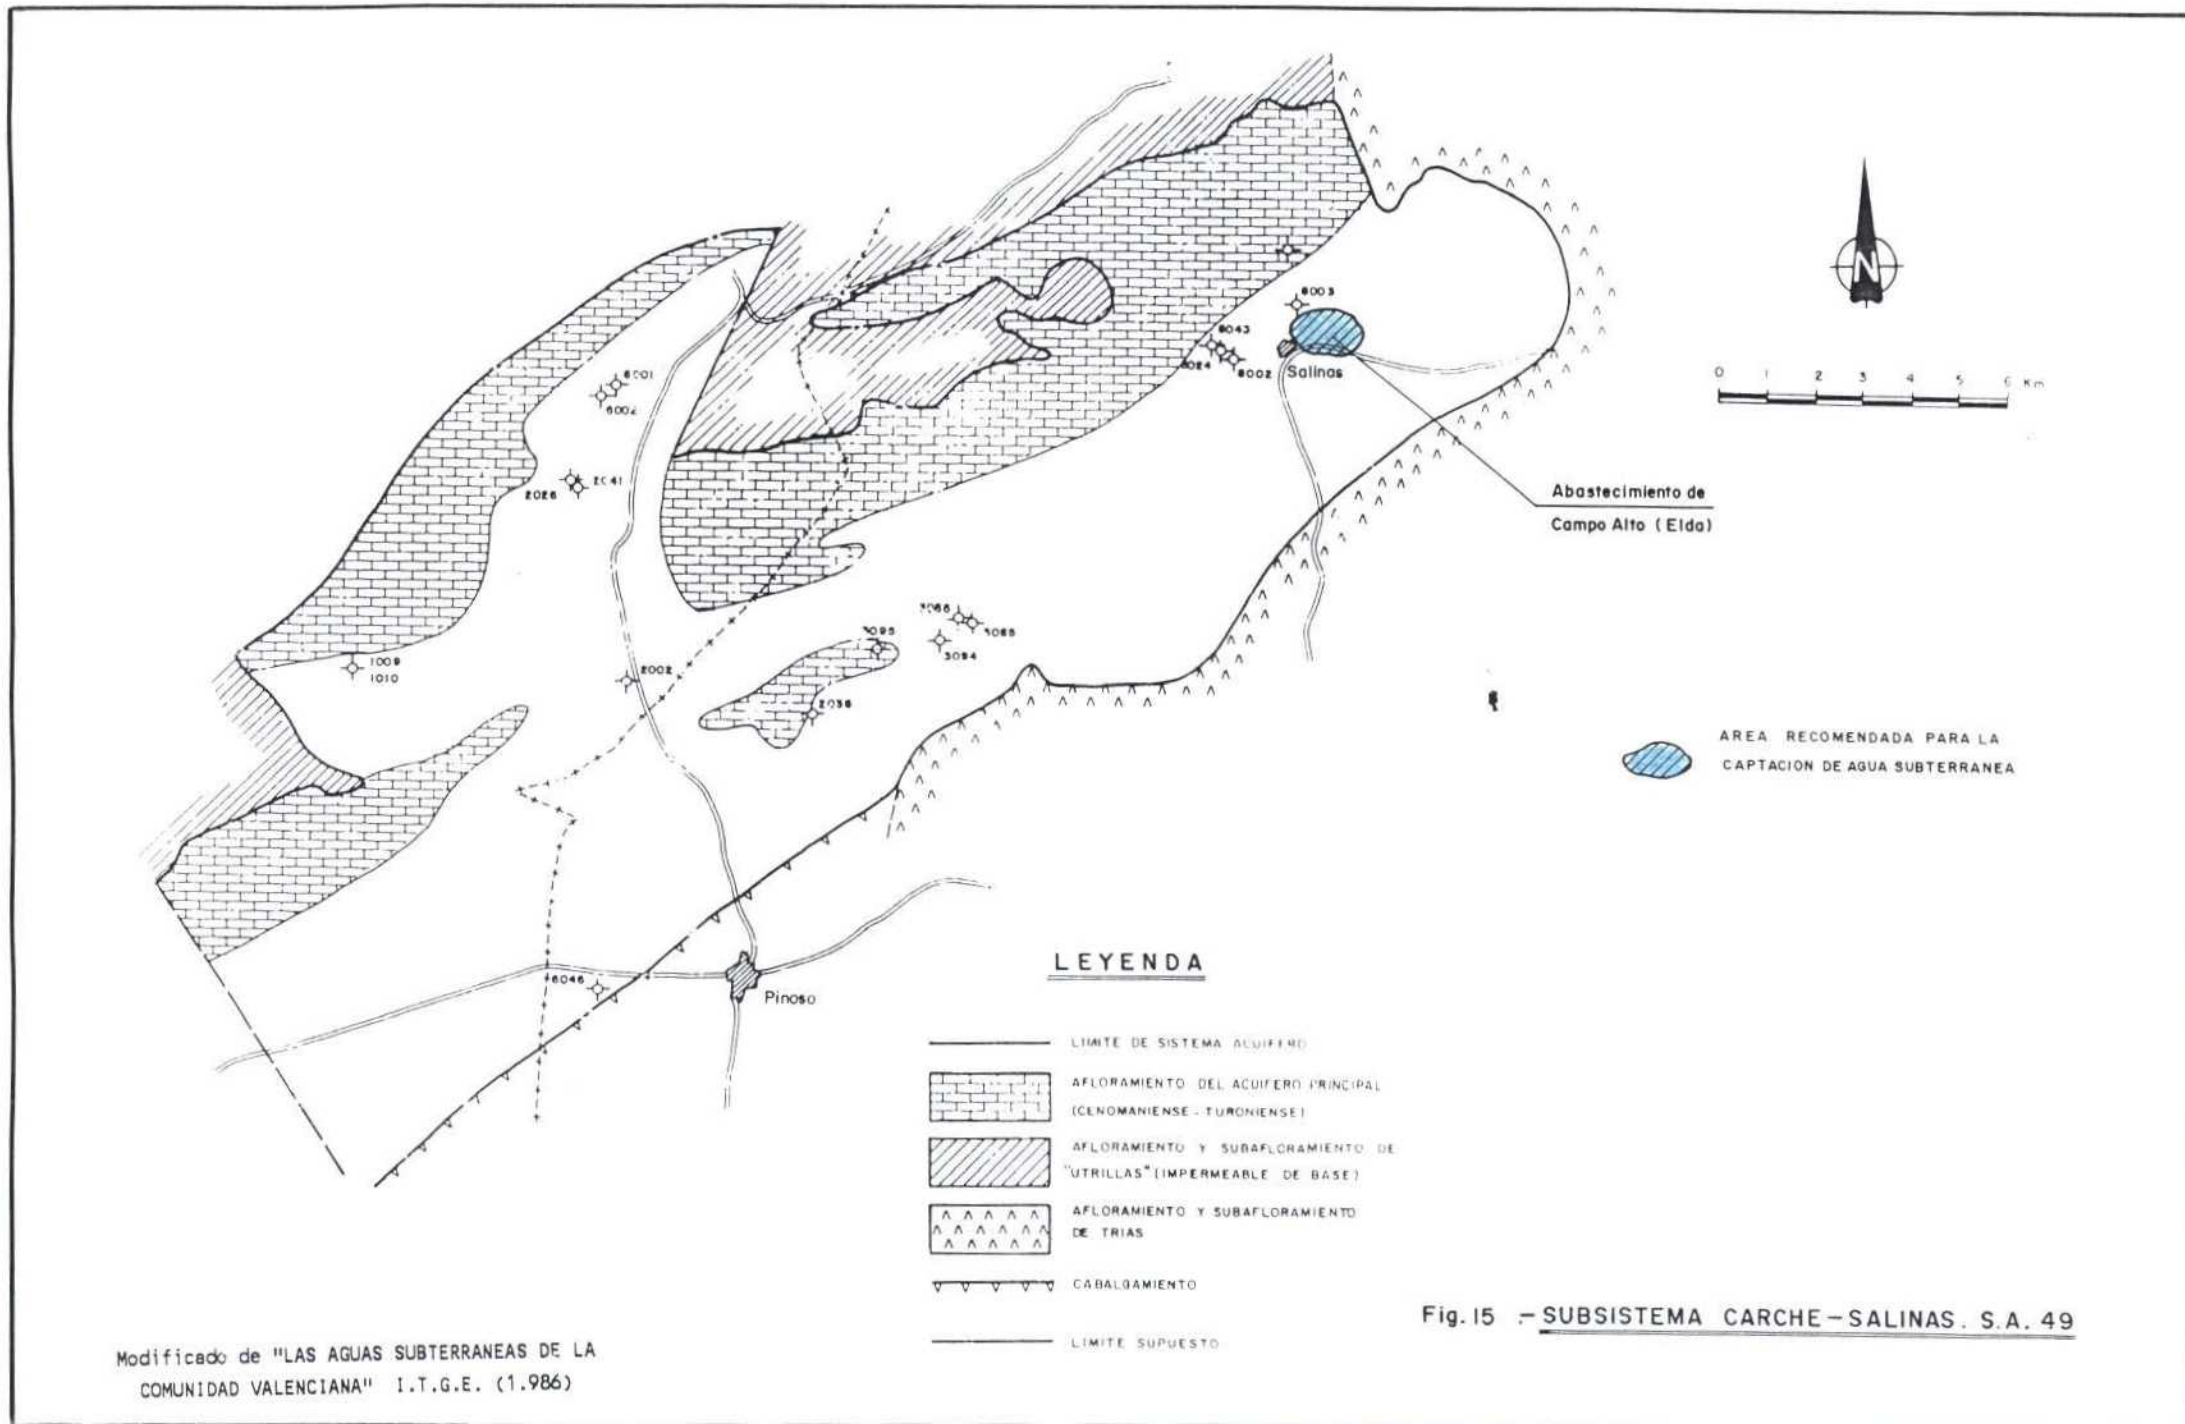 8003
8043
8024
8002
Salinas
N
0 1 2 3 4 5 6 Km
6001
6002
2041
2026
Abastecimiento de
Campo Alto (Elda)
3066
3065
3095
3094
1009
1010
2002
2036
AREA RECOMENDADA PARA LA
CAPTACION DE AGUA SUBTERRANEA
6046
Pinoso
LEYENDA
LIMITE DE SISTEMA ACUIFERO
AFLORAMIENTO DEL ACUIFERO PRINCIPAL
(CENOMANIENSE - TURONIENSE)
AFLORAMIENTO Y SUBAFLORAMIENTO DE
"UTRILLAS" (IMPERMEABLE DE BASE)
AFLORAMIENTO Y SUBAFLORAMIENTO
DE TRIAS
CABALGAMIENTO
LIMITE SUPUESTO
Fig. 15 .- SUBSISTEMA CARCHE-SALINAS. S.A. 49
Modificado de "LAS AGUAS SUBTERRANEAS DE LA
COMUNIDAD VALENCIANA" I.T.G.E. (1.986)